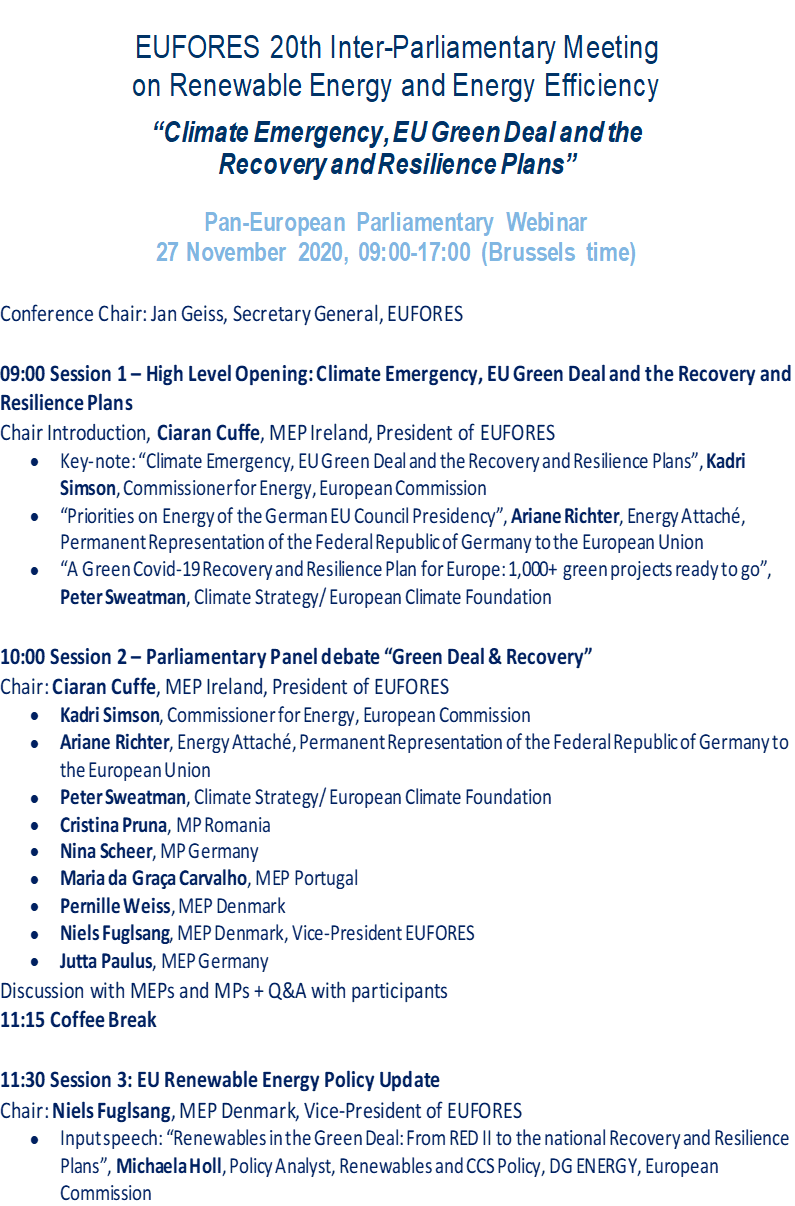 EUFORES 20th Inter-Parliamentary Meeting
on Renewable Energy and Energy Efficiency
“Climate Emergency, EU Green Deal and the
Recovery and Resilience Plans”
Pan-European Parliamentary Webinar
27 November 2020, 09:00-17:00 (Brussels time)
Conference Chair: Jan Geiss, Secretary General, EUFORES
09:00 Session 1 – High Level Opening: Climate Emergency, EU Green Deal and the Recovery and
Resilience Plans
Chair Introduction, Ciaran Cuffe, MEP Ireland, President of EUFORES
• Key-note: “Climate Emergency, EU Green Deal and the Recovery and Resilience Plans”, Kadri
Simson, Commissioner for Energy, European Commission
• “Priorities on Energy of the German EU Council Presidency”, Ariane Richter, Energy Attaché,
Permanent Representation of the Federal Republic of Germany to the European Union
• “A Green Covid-19 Recovery and Resilience Plan for Europe: 1,000+ green projects ready to go”,
Peter Sweatman, Climate Strategy/ European Climate Foundation
10:00 Session 2 – Parliamentary Panel debate “Green Deal & Recovery”
Chair: Ciaran Cuffe, MEP Ireland, President of EUFORES
• Kadri Simson, Commissioner for Energy, European Commission
• Ariane Richter, Energy Attaché, Permanent Representation of the Federal Republic of Germany to
the European Union
• Peter Sweatman, Climate Strategy/ European Climate Foundation
• Cristina Pruna, MP Romania
• Nina Scheer, MP Germany
• Maria da Graça Carvalho, MEP Portugal
• Pernille Weiss, MEP Denmark
• Niels Fuglsang, MEP Denmark, Vice-President EUFORES
• Jutta Paulus, MEP Germany
Discussion with MEPs and MPs + Q&A with participants
11:15 Coffee Break
11:30 Session 3: EU Renewable Energy Policy Update
Chair: Niels Fuglsang, MEP Denmark, Vice-President of EUFORES
• Input speech: “Renewables in the Green Deal: From RED II to the national Recovery and Resilience
Plans”, Michaela Holl, Policy Analyst, Renewables and CCS Policy, DG ENERGY, European
Commission